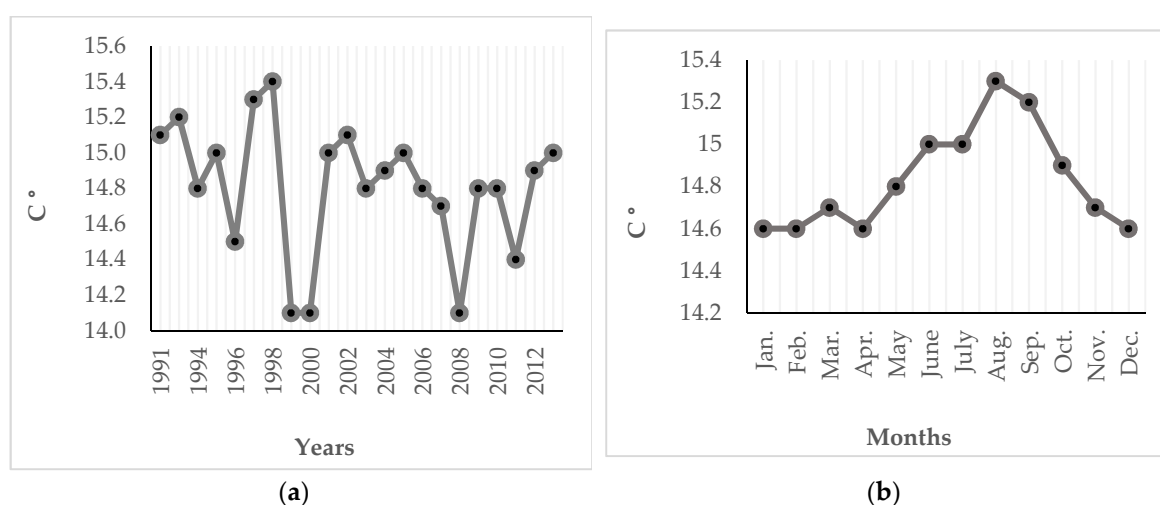 15.6
15.4
15.2
15.0
14.8
14.6
14.4
14.2
14.0
C°
1991
1994
1996
1998
2000
2002
2004
2006
2008
2010
2012
Years
(a)
15.4
15.2
15
14.8
14.6
14.4
14.2
C°
Jan.
Feb.
Mar.
Apr.
May
June
July
Aug.
Sep.
Oct.
Nov.
Dec.
Months
(b)